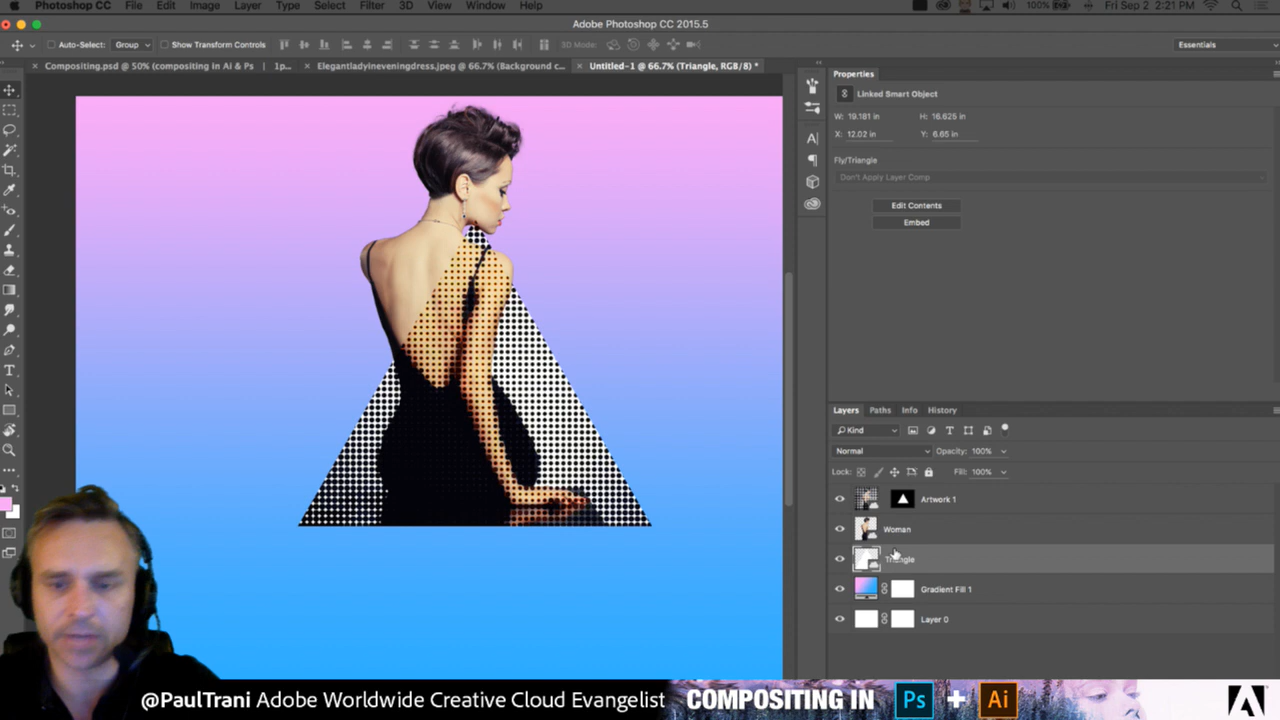 Photoshop CC File Edit Image Layer Type Select Filter 3D View Window Help 100% Fri Sep 2 2:21 PM
Adobe Photoshop CC 2015.5
Auto-Select: Group Show Transform Controls 3D Mode: Essentials
Compositing.psd @ 50% (compositing in Ai & Ps | 1p... Elegantladyineveningdress.jpeg @ 66.7% (Background c... Untitled-1 @ 66.7% (Triangle, RGB/8) *
Properties
Linked Smart Object
W: 19.181 in H: 16.625 in
X: 12.02 in Y: 6.65 in
Fly/Triangle
Don't Apply Layer Comp
Edit Contents
Embed
Layers Paths Info History
Kind
Normal Opacity: 100%
Lock: Fill: 100%
Artwork 1
Woman
Triangle
Gradient Fill 1
Layer 0
@PaulTrani Adobe Worldwide Creative Cloud Evangelist COMPOSITING IN Ps + Ai